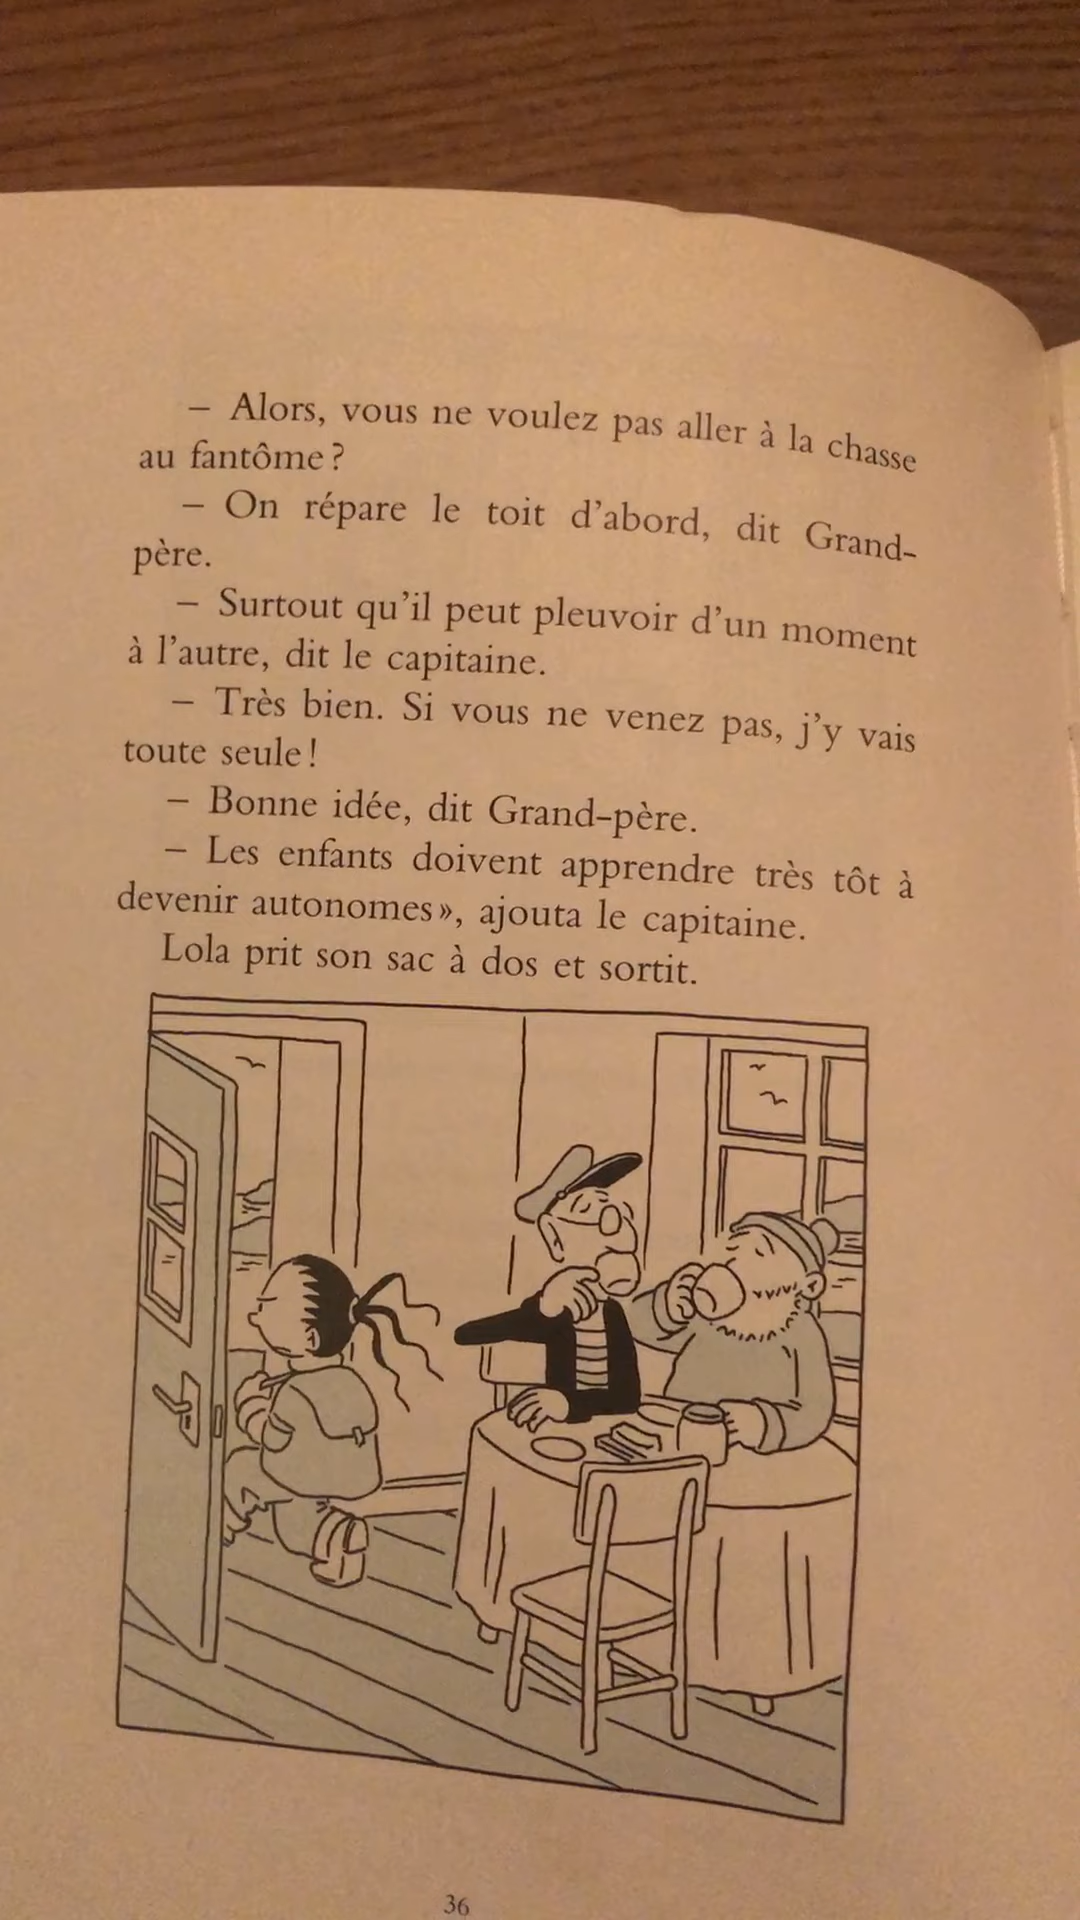 – Alors, vous ne voulez pas aller à la chasse
au fantôme ?
– On répare le toit d'abord, dit Grand-
père.
– Surtout qu'il peut pleuvoir d'un moment
à l'autre, dit le capitaine.
– Très bien. Si vous ne venez pas, j'y vais
toute seule !
– Bonne idée, dit Grand-père.
– Les enfants doivent apprendre très tôt à
devenir autonomes», ajouta le capitaine.
Lola prit son sac à dos et sortit.
36